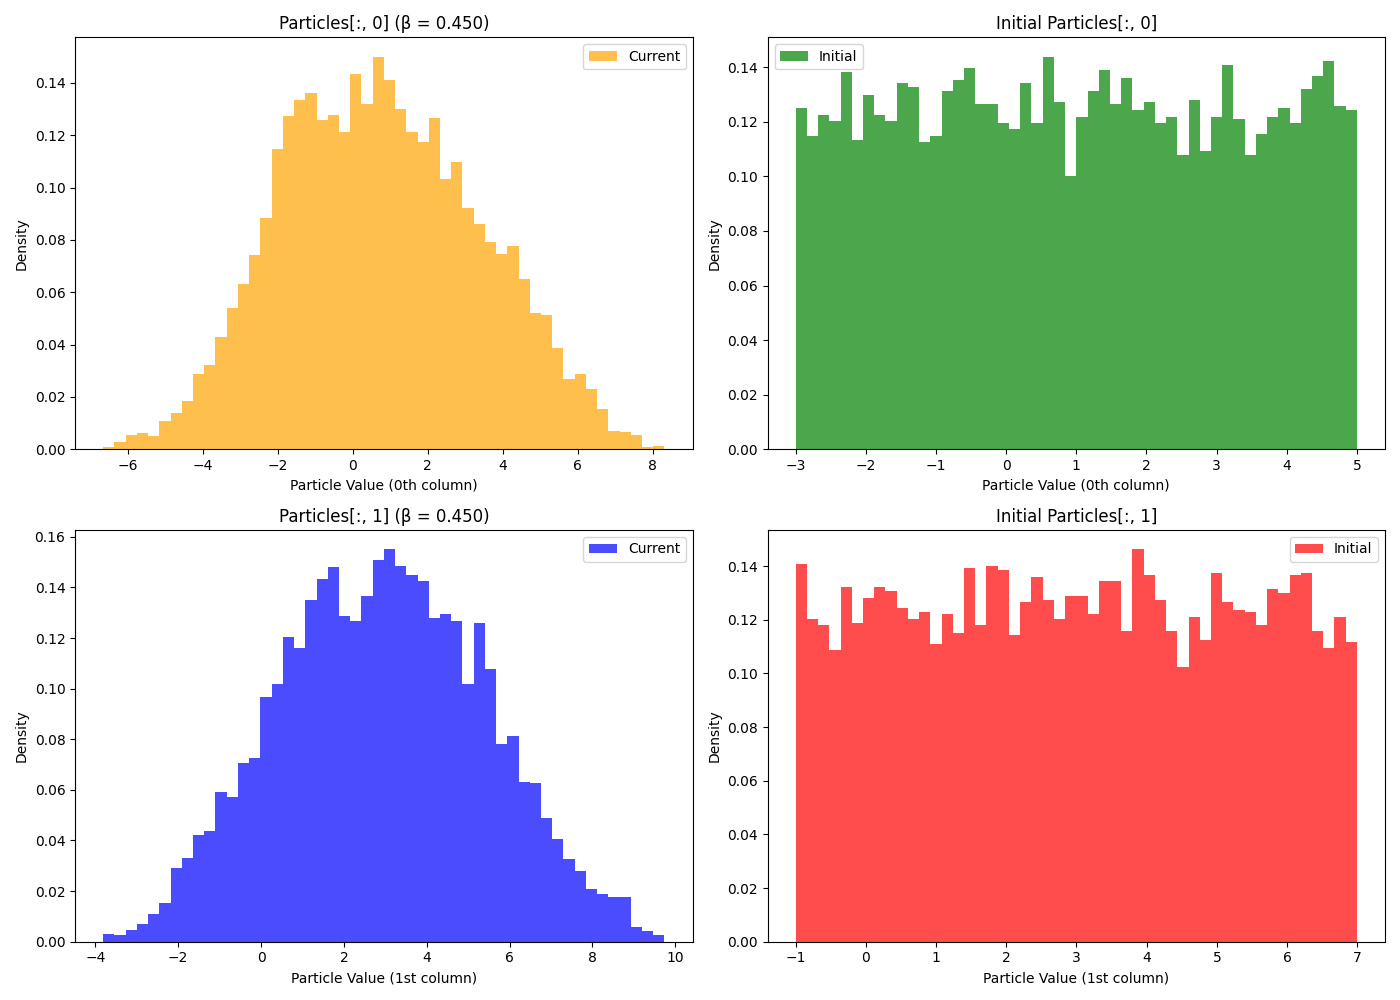 Particles[:, 0] (β = 0.450)
Current
0.14
0.12
0.10
0.08
0.06
0.04
0.02
0.00
Density
−6 −4 −2 0 2 4 6 8
Particle Value (0th column)
Initial Particles[:, 0]
Initial
0.14
0.12
0.10
0.08
0.06
0.04
0.02
0.00
Density
−3 −2 −1 0 1 2 3 4 5
Particle Value (0th column)
Particles[:, 1] (β = 0.450)
Current
0.16
0.14
0.12
0.10
0.08
0.06
0.04
0.02
0.00
Density
−4 −2 0 2 4 6 8 10
Particle Value (1st column)
Initial Particles[:, 1]
Initial
0.14
0.12
0.10
0.08
0.06
0.04
0.02
0.00
Density
−1 0 1 2 3 4 5 6 7
Particle Value (1st column)